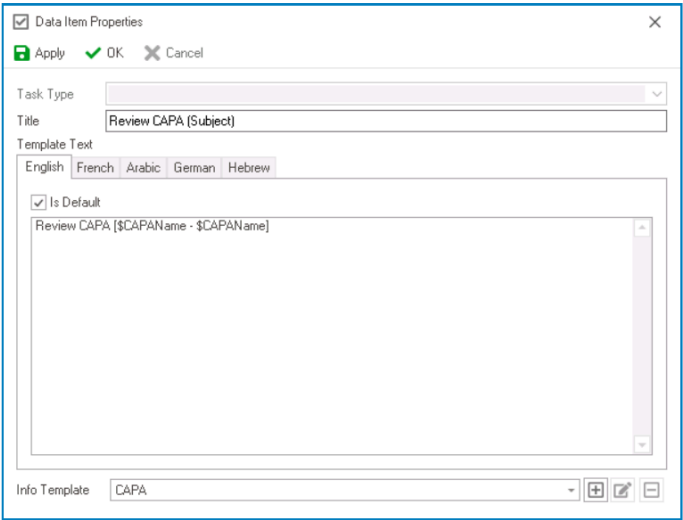 Data Item Properties
Apply OK Cancel
Task Type
Title Review CAPA (Subject)
Template Text
English French Arabic German Hebrew
Is Default
Review CAPA [$CAPAName - $CAPAName]
Info Template CAPA